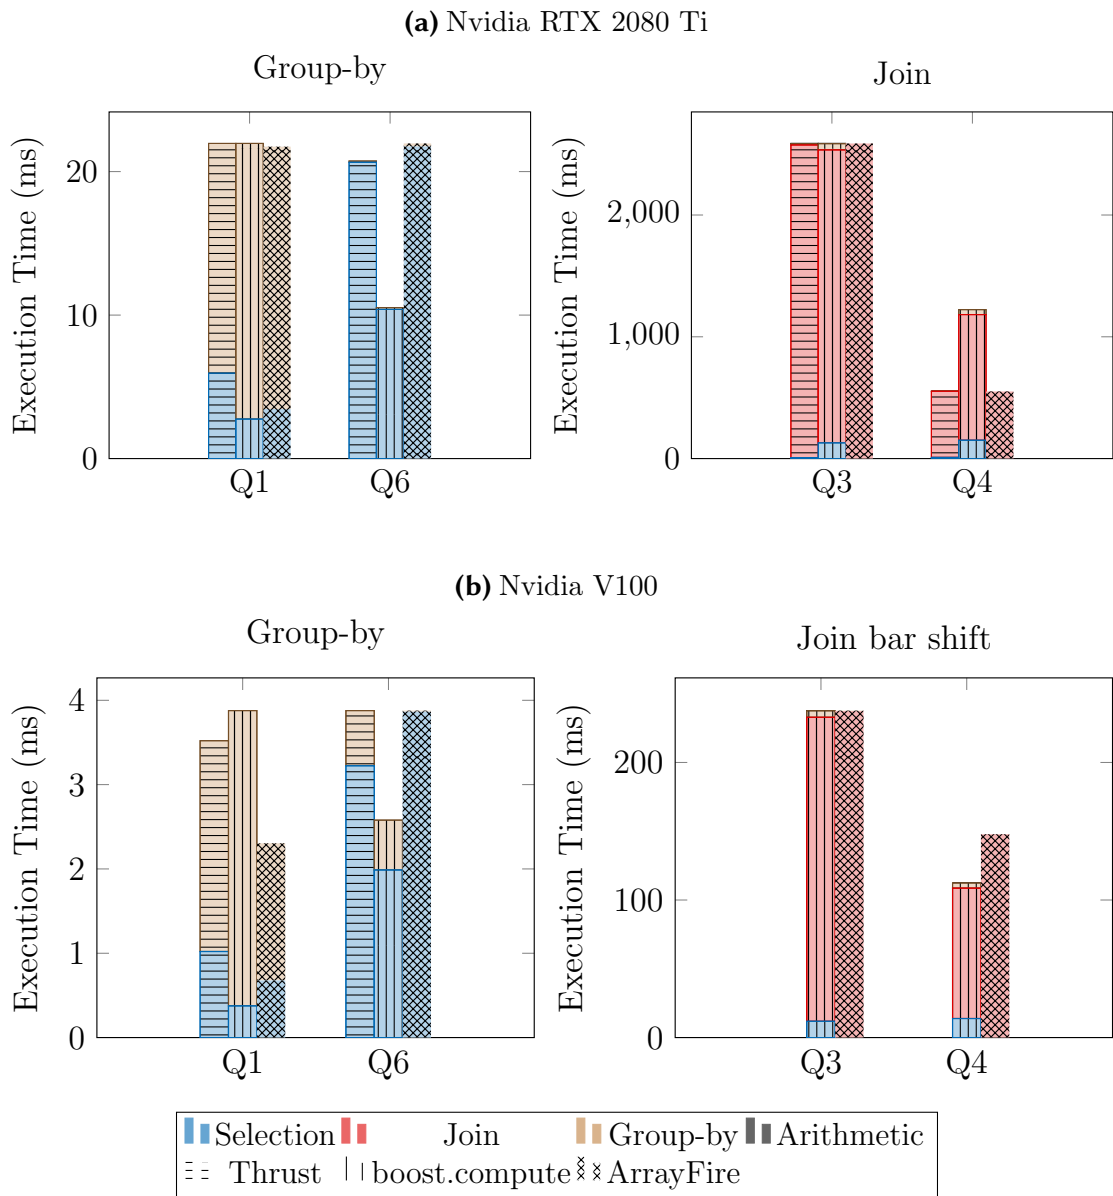 (a) Nvidia RTX 2080 Ti
Group-by
Execution Time (ms)
20
10
0
Q1 Q6
Join
Execution Time (ms)
2,000
1,000
0
Q3 Q4
(b) Nvidia V100
Group-by
Execution Time (ms)
4
3
2
1
0
Q1 Q6
Join bar shift
Execution Time (ms)
200
100
0
Q3 Q4
Selection Join Group-by Arithmetic
Thrust boost.compute ArrayFire